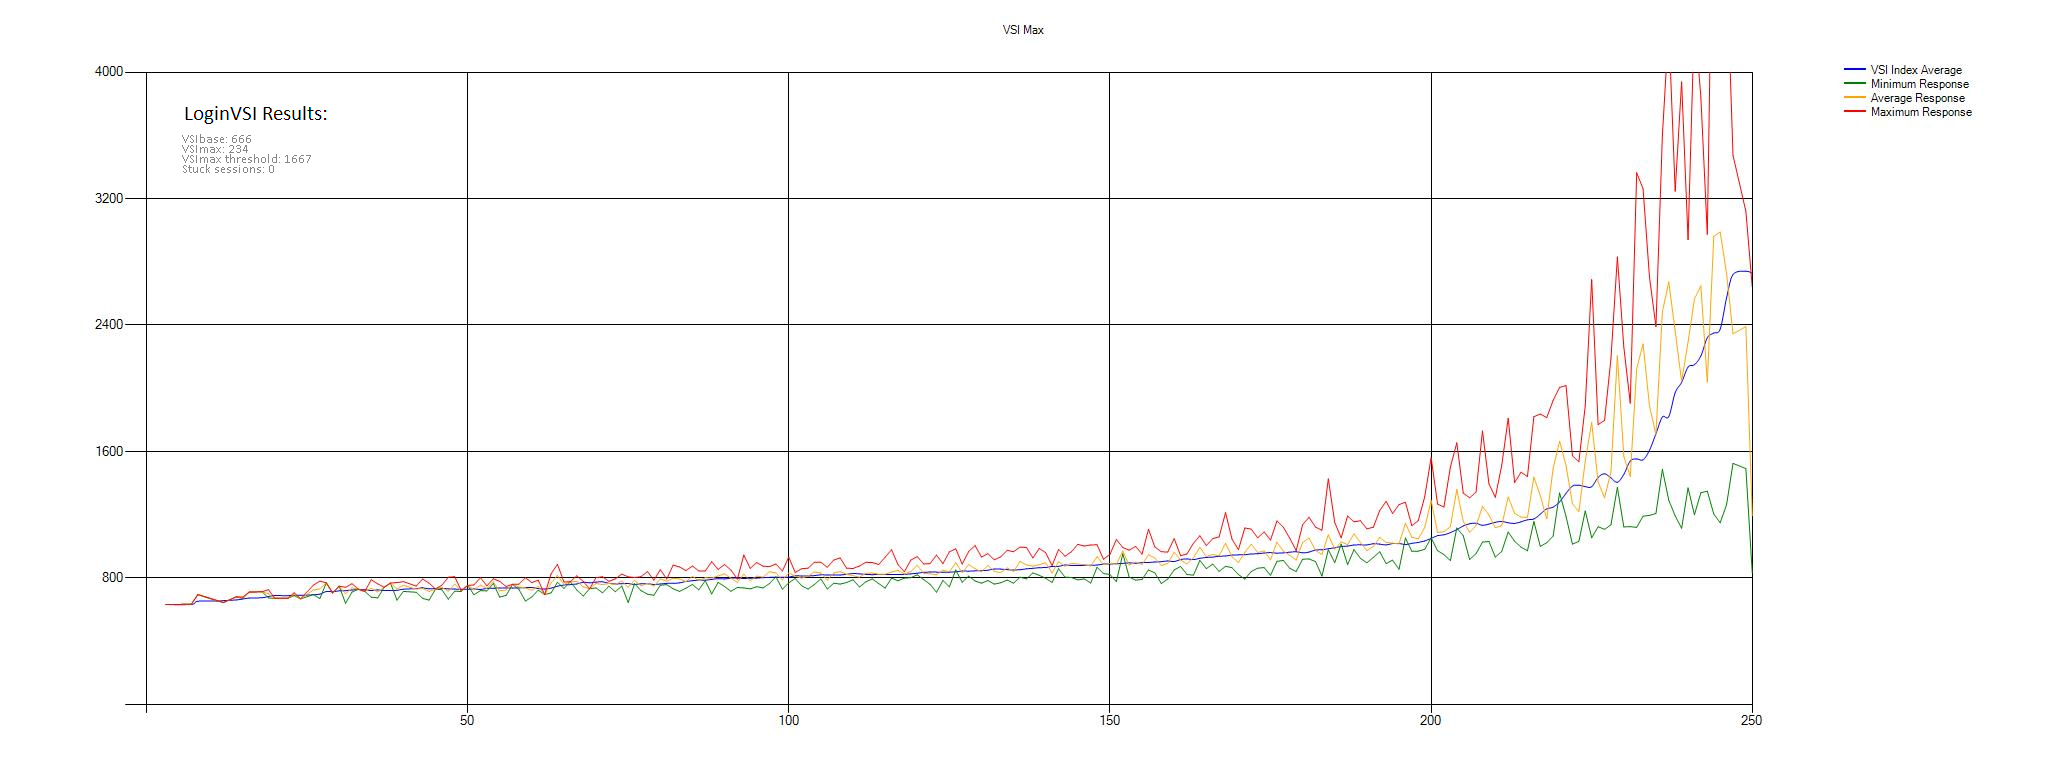 VSI Max
4000
3200
2400
1600
800
LoginVSI Results:
VSIbase: 666
VSImax: 234
VSImax threshold: 1667
Stuck sessions: 0
VSI Index Average
Minimum Response
Average Response
Maximum Response
50
100
150
200
250